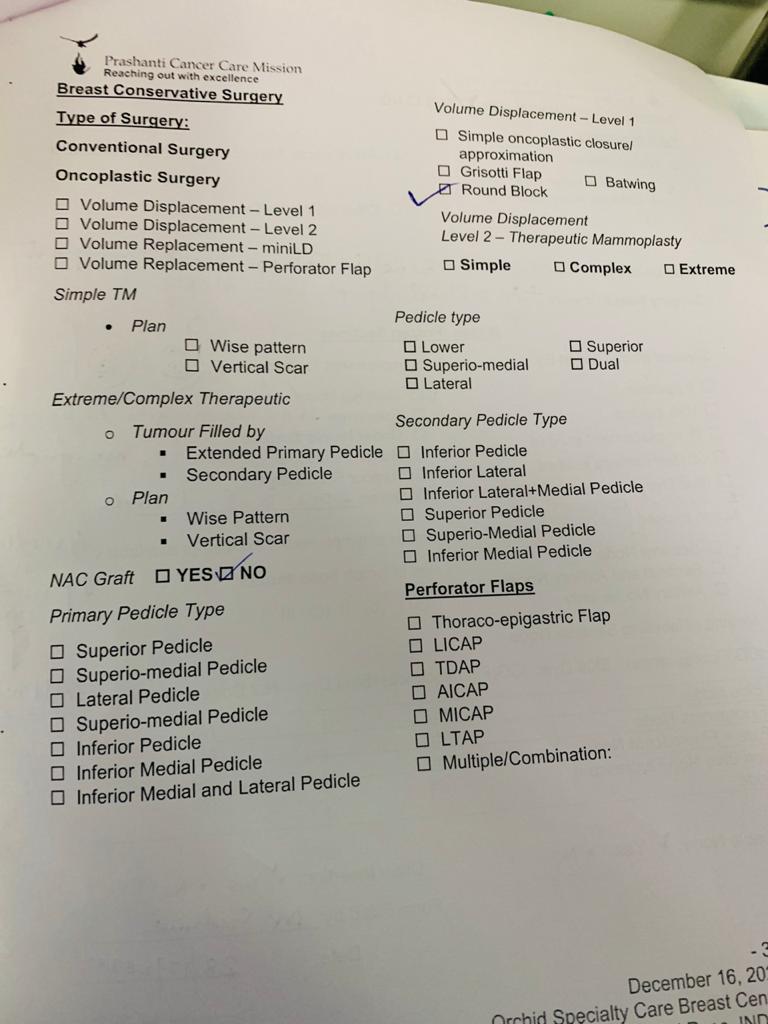 Prashanti Cancer Care Mission
Reaching out with excellence
Breast Conservative Surgery
Type of Surgery:
Conventional Surgery
Oncoplastic Surgery
☐ Volume Displacement – Level 1
☐ Volume Displacement – Level 2
☐ Volume Replacement – miniLD
☐ Volume Replacement – Perforator Flap
Volume Displacement – Level 1
☐ Simple oncoplastic closure/
approximation
☐ Grisotti Flap
☐ Batwing
☑ Round Block
Volume Displacement
Level 2 – Therapeutic Mammoplasty
☐ Simple ☐ Complex ☐ Extreme
Simple TM
• Plan
☐ Wise pattern
☐ Vertical Scar
Pedicle type
☐ Lower ☐ Superior
☐ Superio-medial ☐ Dual
☐ Lateral
Extreme/Complex Therapeutic
o Tumour Filled by
▪ Extended Primary Pedicle
▪ Secondary Pedicle
o Plan
▪ Wise Pattern
▪ Vertical Scar
Secondary Pedicle Type
☐ Inferior Pedicle
☐ Inferior Lateral
☐ Inferior Lateral+Medial Pedicle
☐ Superior Pedicle
☐ Superio-Medial Pedicle
☐ Inferior Medial Pedicle
NAC Graft ☐ YES ☑ NO
Primary Pedicle Type
☐ Superior Pedicle
☐ Superio-medial Pedicle
☐ Lateral Pedicle
☐ Superio-medial Pedicle
☐ Inferior Pedicle
☐ Inferior Medial Pedicle
☐ Inferior Medial and Lateral Pedicle
Perforator Flaps
☐ Thoraco-epigastric Flap
☐ LICAP
☐ TDAP
☐ AICAP
☐ MICAP
☐ LTAP
☐ Multiple/Combination:
- 3
December 16, 20
Orchid Specialty Care Breast Cen